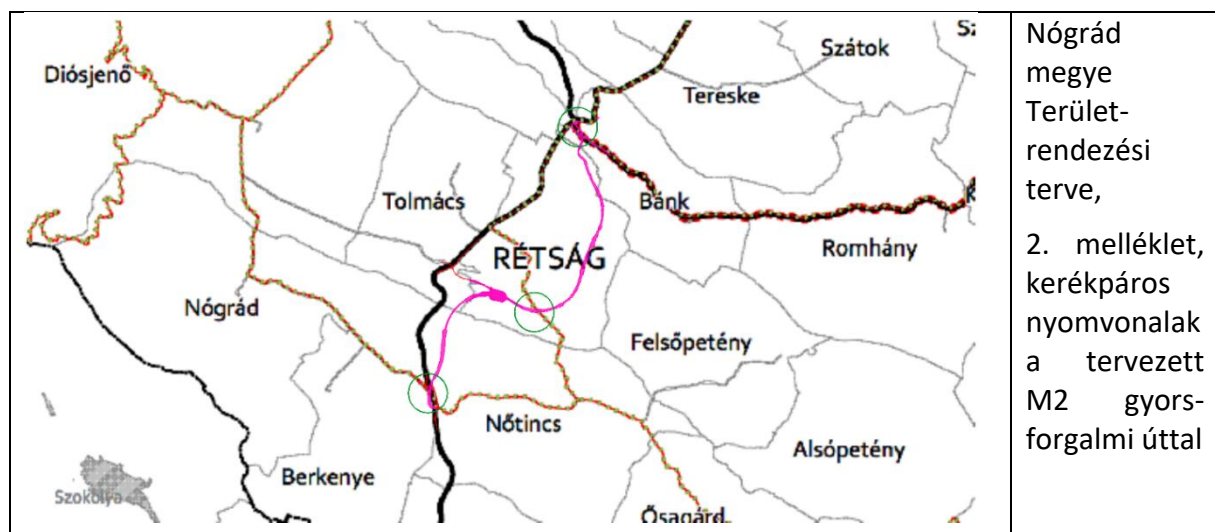 Szátok
Diósjenő
Tereske
Tolmács
Bánk
RÉTSÁG
Romhány
Nógrád
Felsőpetény
Nőtincs
Alsópetény
Berkenye
Szokolya
Ősagárd
Nógrád
megye
Terület-
rendezési
terve,
2. melléklet,
kerékpáros
nyomvonalak
a tervezett
M2 gyors-
forgalmi úttal